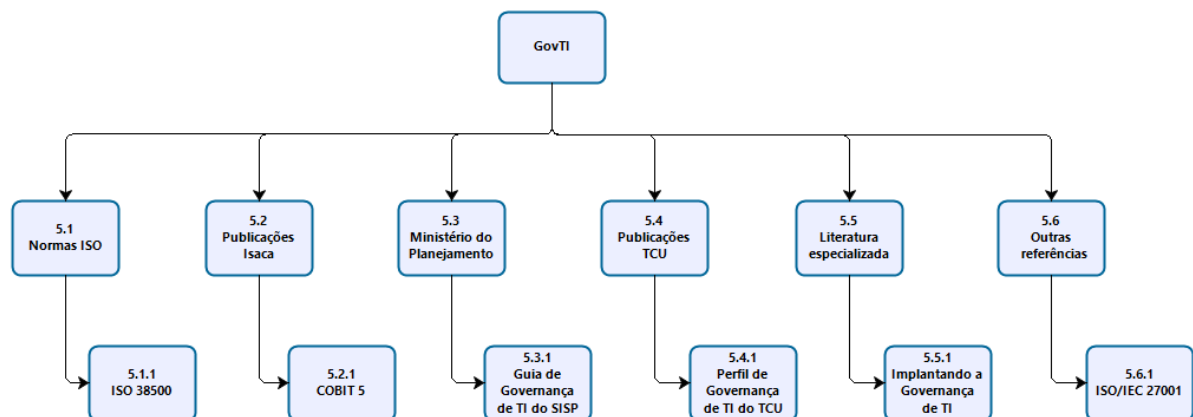 GovTI
5.1
Normas ISO
5.2
Publicações
Isaca
5.3
Ministério do
Planejamento
5.4
Publicações
TCU
5.5
Literatura
especializada
5.6
Outras
referências
5.1.1
ISO 38500
5.2.1
COBIT 5
5.3.1
Guia de
Governança
de TI do SISP
5.4.1
Perfil de
Governança
de TI do TCU
5.5.1
Implantando a
Governança
de TI
5.6.1
ISO/IEC 27001